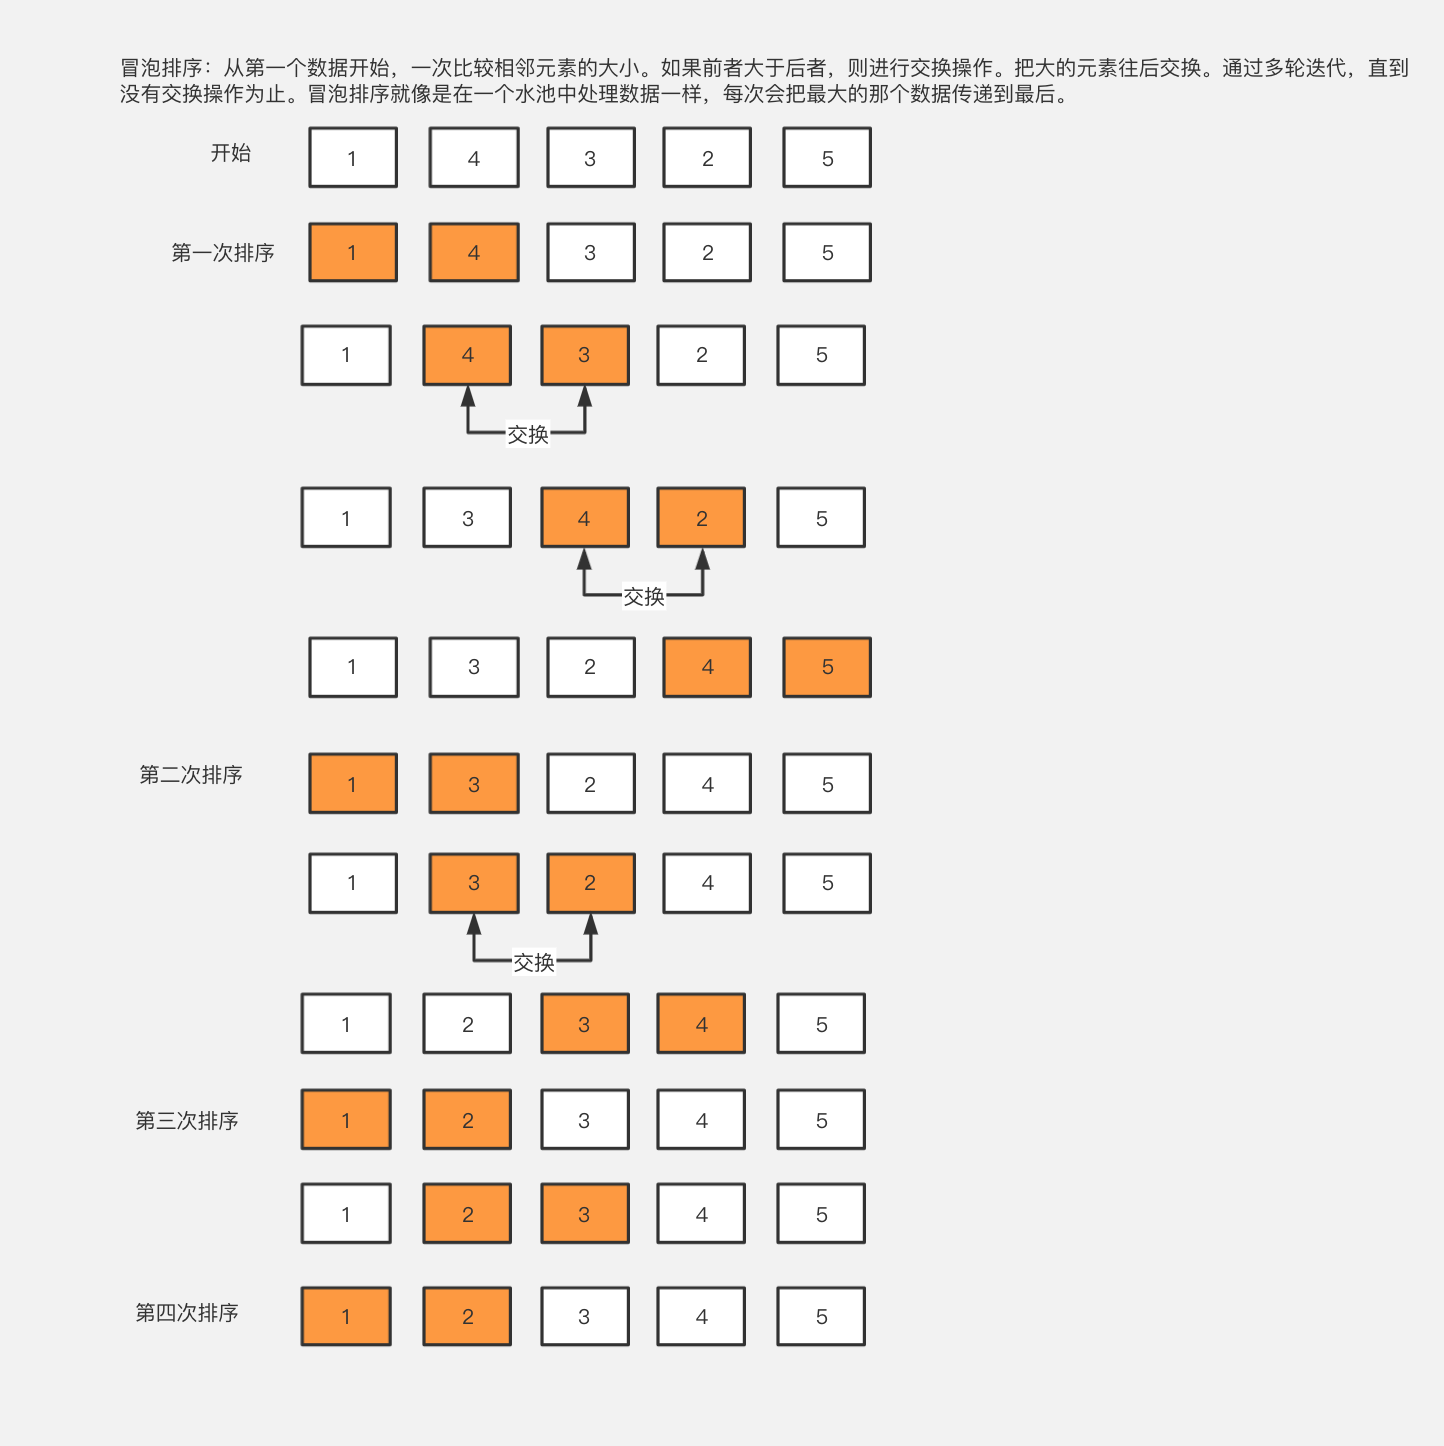 冒泡排序：从第一个数据开始，一次比较相邻元素的大小。如果前者大于后者，则进行交换操作。把大的元素往后交换。通过多轮迭代，直到
没有交换操作为止。冒泡排序就像是在一个水池中处理数据一样，每次会把最大的那个数据传递到最后。
开始 1 4 3 2 5
第一次排序 1 4 3 2 5
1 4 3 2 5
交换
1 3 4 2 5
交换
1 3 2 4 5
第二次排序 1 3 2 4 5
1 3 2 4 5
交换
1 2 3 4 5
第三次排序 1 2 3 4 5
1 2 3 4 5
第四次排序 1 2 3 4 5